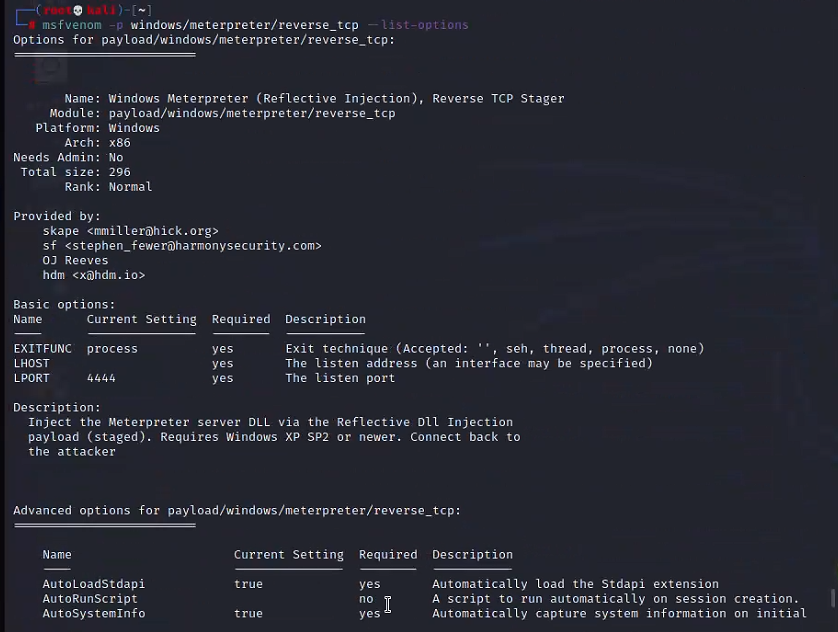 (root💀kali)-[~]
# msfvenom -p windows/meterpreter/reverse_tcp --list-options
Options for payload/windows/meterpreter/reverse_tcp:
Name: Windows Meterpreter (Reflective Injection), Reverse TCP Stager
Module: payload/windows/meterpreter/reverse_tcp
Platform: Windows
Arch: x86
Needs Admin: No
Total size: 296
Rank: Normal
Provided by:
skape <mmiller@hick.org>
sf <stephen_fewer@harmonysecurity.com>
OJ Reeves
hdm <x@hdm.io>
Basic options:
Name Current Setting Required Description
EXITFUNC process yes Exit technique (Accepted: '', seh, thread, process, none)
LHOST yes The listen address (an interface may be specified)
LPORT 4444 yes The listen port
Description:
Inject the Meterpreter server DLL via the Reflective Dll Injection
payload (staged). Requires Windows XP SP2 or newer. Connect back to
the attacker
Advanced options for payload/windows/meterpreter/reverse_tcp:
Name Current Setting Required Description
AutoLoadStdapi true yes Automatically load the Stdapi extension
AutoRunScript no A script to run automatically on session creation.
AutoSystemInfo true yes Automatically capture system information on initial